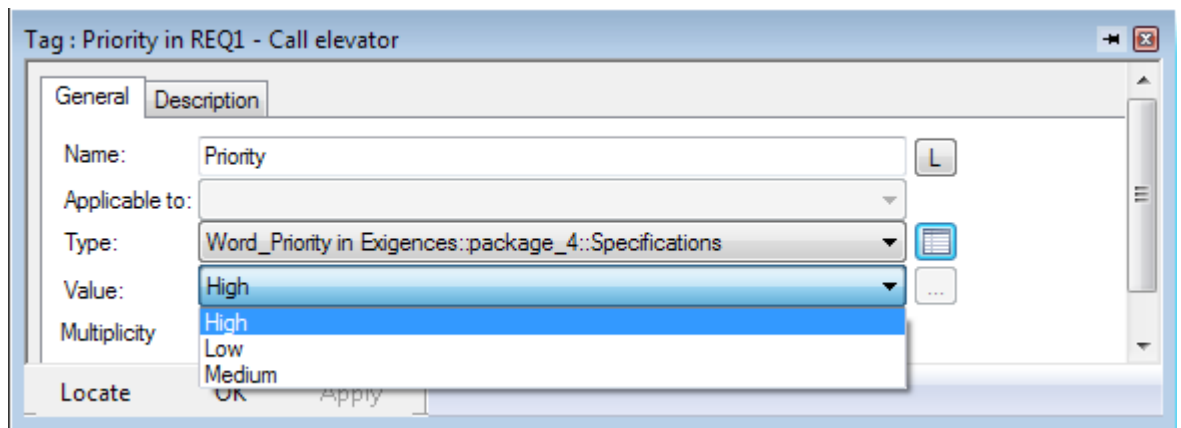 Tag : Priority in REQ1 - Call elevator
General Description
Name: Priority L
Applicable to:
Type: Word_Priority in Exigences::package_4::Specifications
Value: High ...
Multiplicity High
Low
Medium
Locate OK Apply